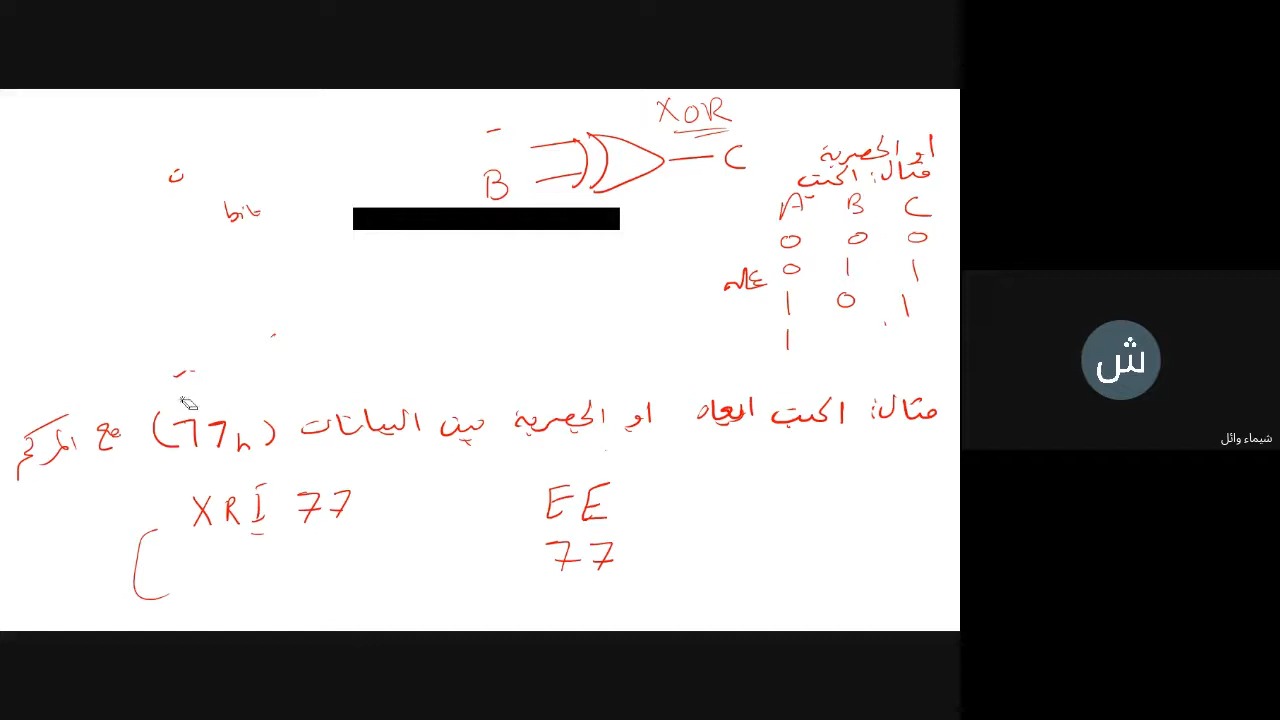 XOR
B C
bit
او الحصرية
مثال: اكتب
A B C
0 0 0
0 1 1
1 0 1
1
مثال: اكتب او الحصرية بين البيانات (77h) مع المركم
XRI 77
EE
77
ش
شيماء وائل